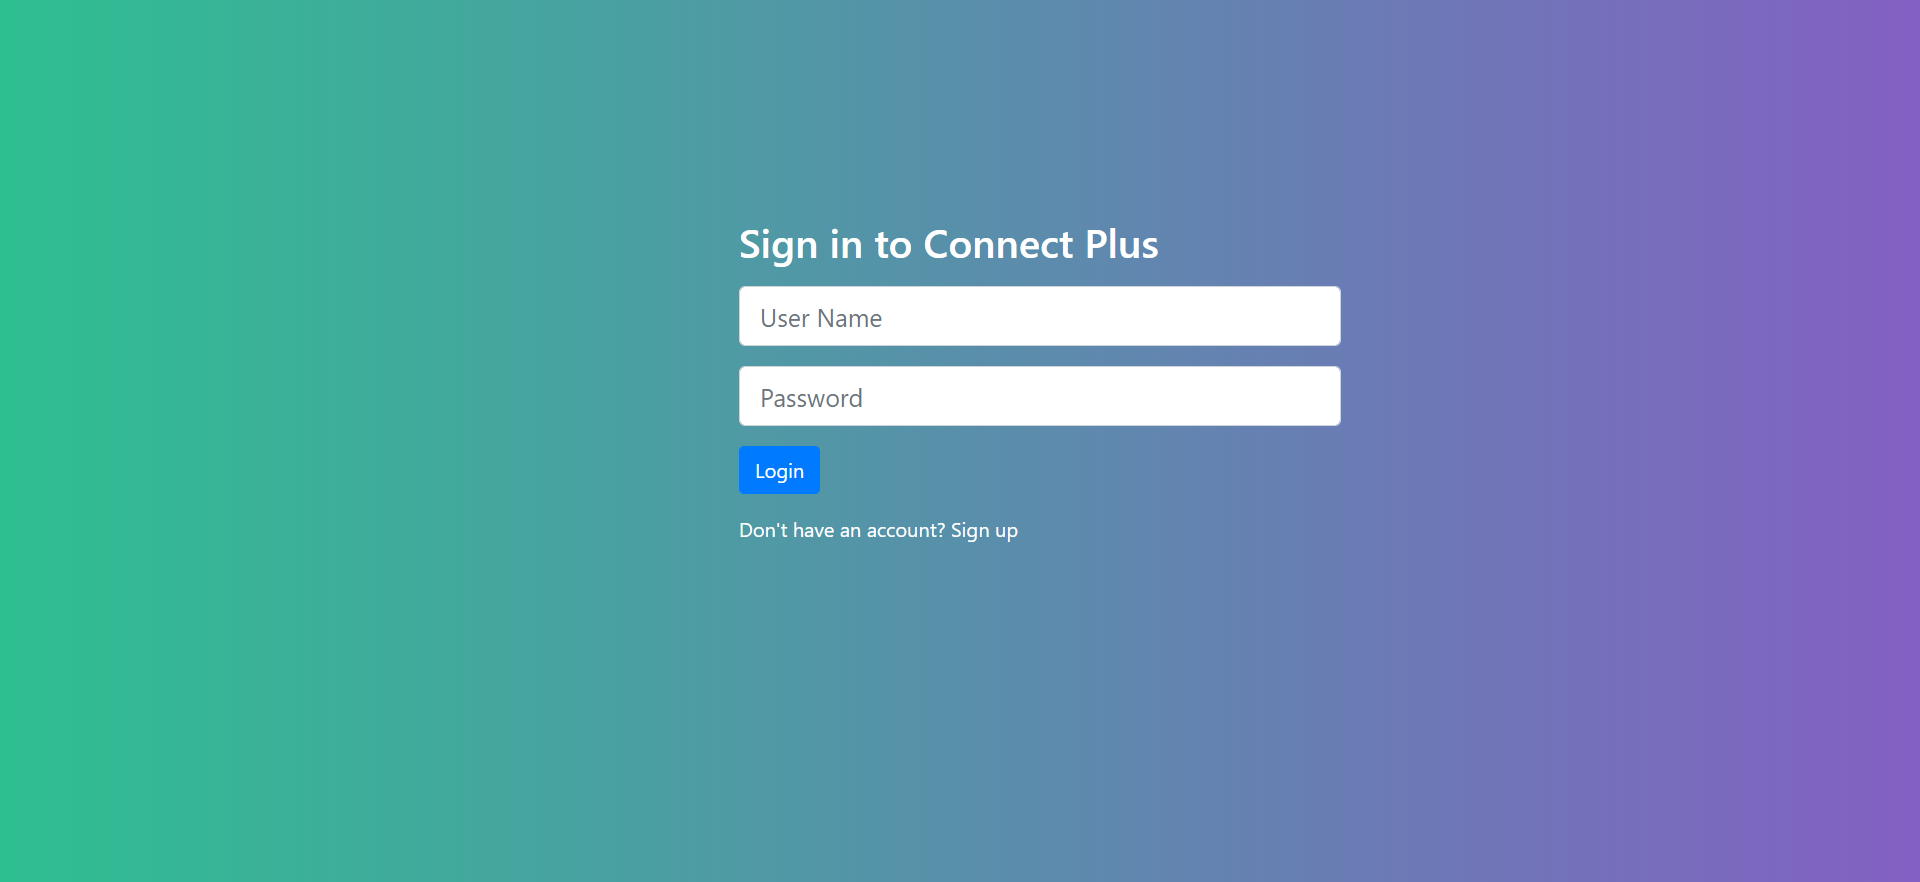 Sign in to Connect Plus
User Name
Password
Login
Don't have an account? Sign up